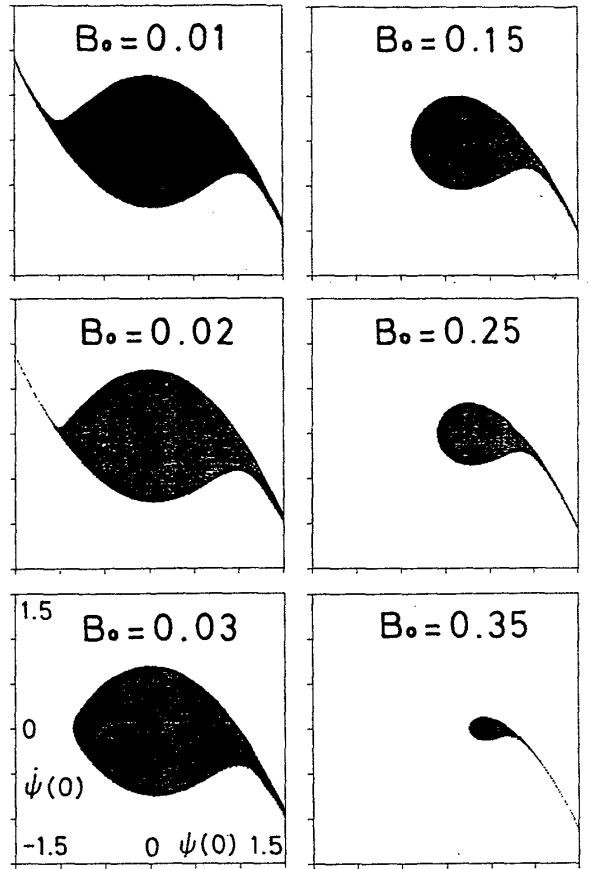 B₀ = 0.01
B₀ = 0.15
B₀ = 0.02
B₀ = 0.25
1.5
B₀ = 0.03
B₀ = 0.35
0
ψ̇(0)
-1.5 0 ψ(0) 1.5